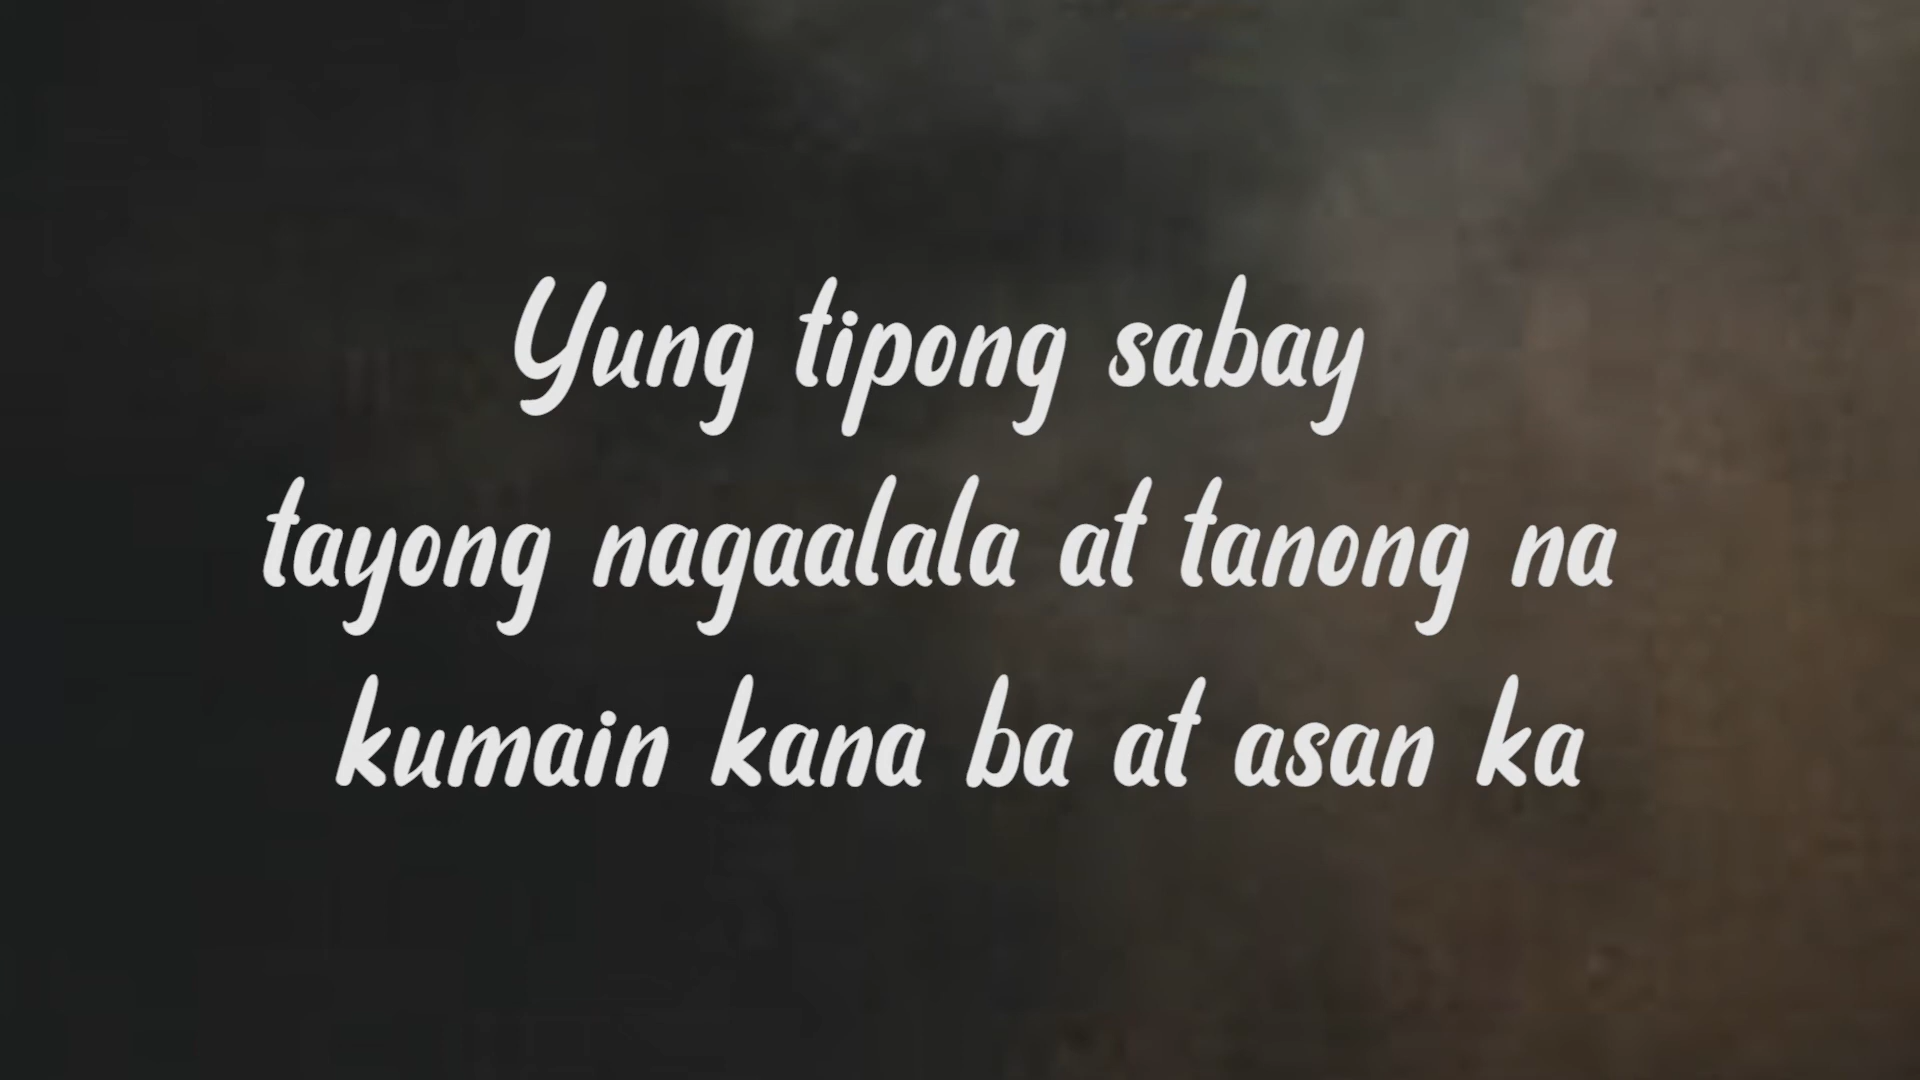 Yung tipong sabay
tayong nagaalala at tanong na
kumain kana ba at asan ka